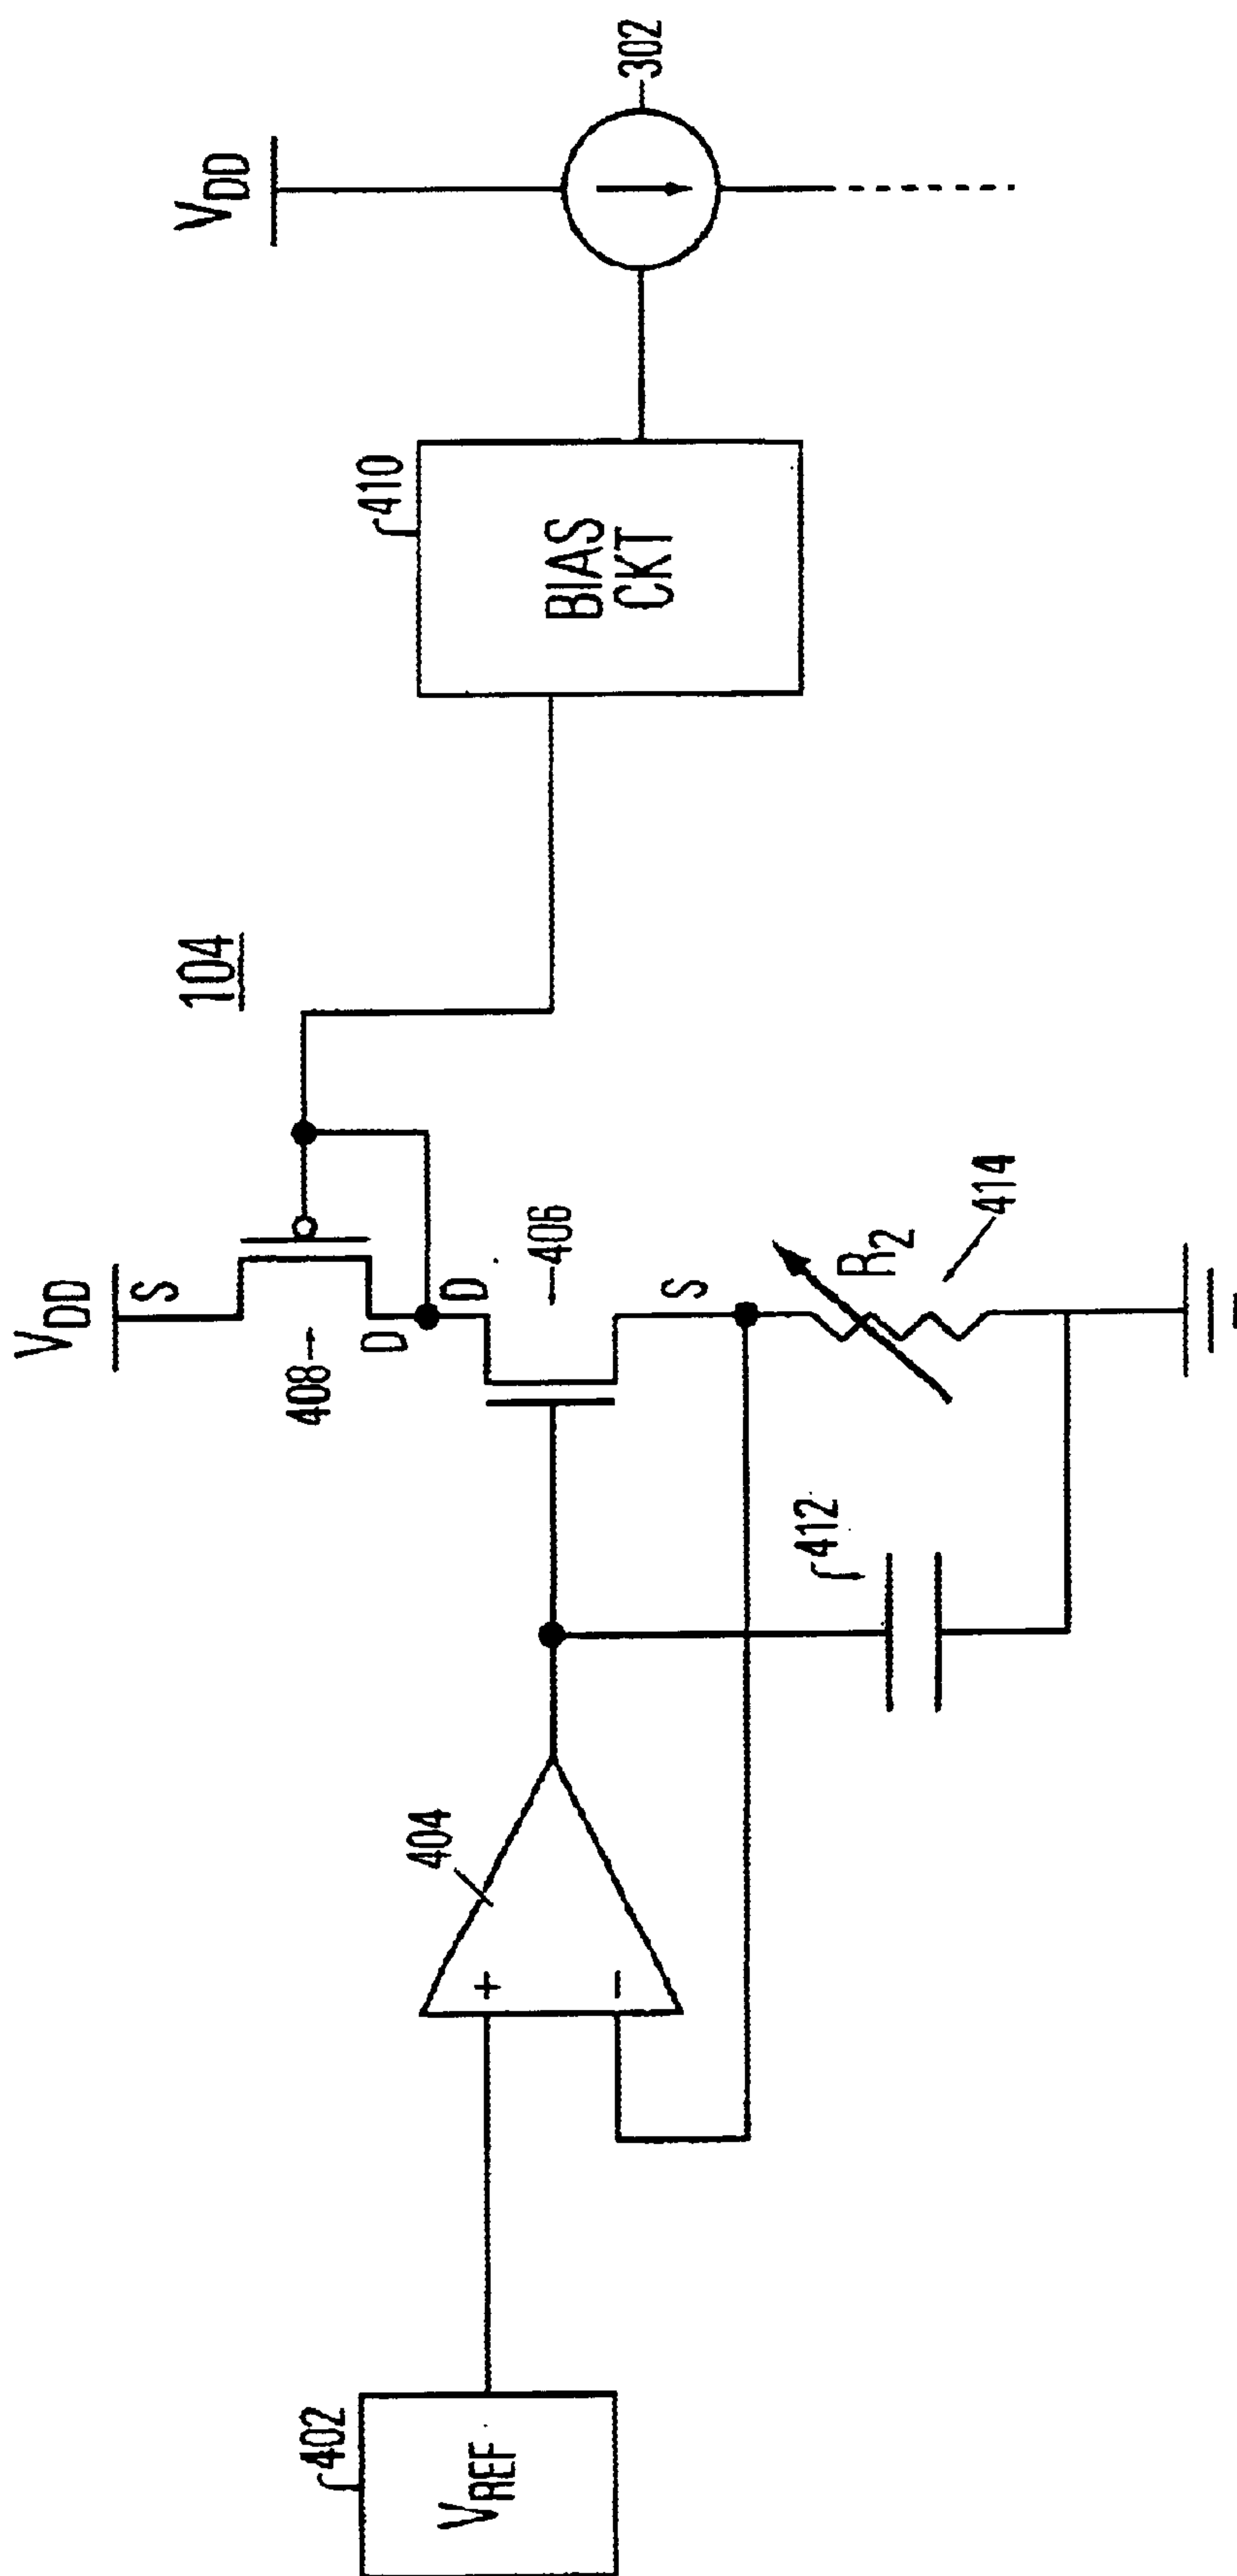 104
V_DD
S
408
D
D
406
S
R_2
414
412
404
+
−
402
V_REF
410
BIAS
CKT
V_DD
302